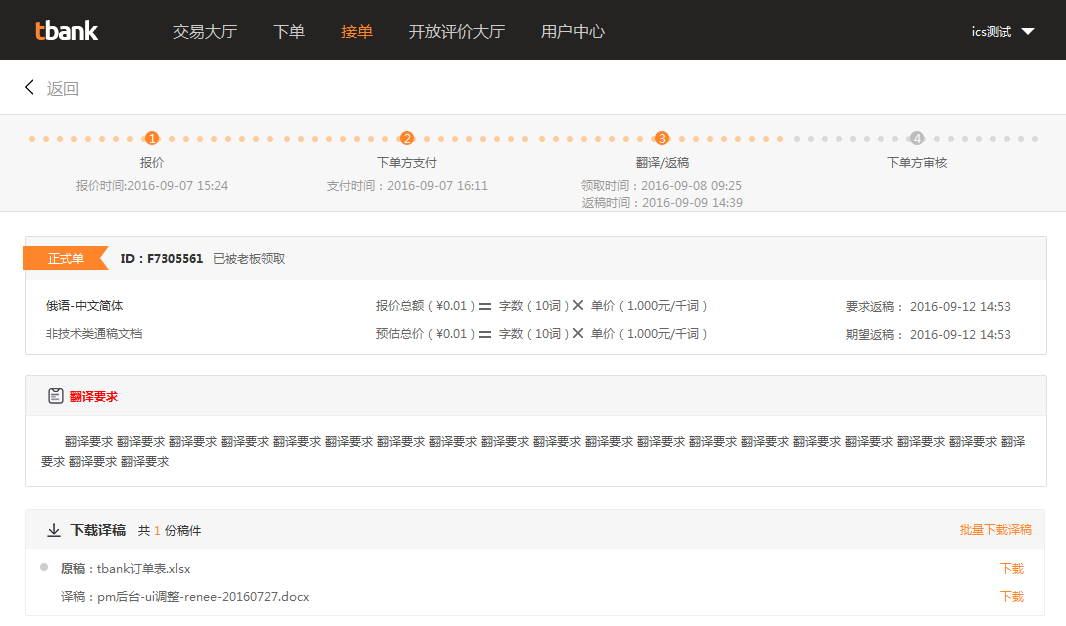 tbank 交易大厅 下单 接单 开放评价大厅 用户中心 ics测试
返回
1 2 3 4
报价 下单方支付 翻译/返稿 下单方审核
报价时间:2016-09-07 15:24 支付时间：2016-09-07 16:11 领取时间：2016-09-08 09:25
返稿时间：2016-09-09 14:39
正式单 ID：F7305561 已被老板领取
俄语-中文简体 报价总额（¥0.01）= 字数（10词）× 单价（1.000元/千词） 要求返稿： 2016-09-12 14:53
非技术类通稿文档 预估总价（¥0.01）= 字数（10词）× 单价（1.000元/千词） 期望返稿： 2016-09-12 14:53
翻译要求
翻译要求 翻译要求 翻译要求 翻译要求 翻译要求 翻译要求 翻译要求 翻译要求 翻译要求 翻译要求 翻译要求 翻译要求 翻译要求 翻译要求 翻译要求 翻译要求 翻译要求 翻译要求 翻译
要求 翻译要求 翻译要求
下载译稿 共 1 份稿件 批量下载译稿
原稿：tbank订单表.xlsx 下载
译稿：pm后台-ui调整-renee-20160727.docx 下载